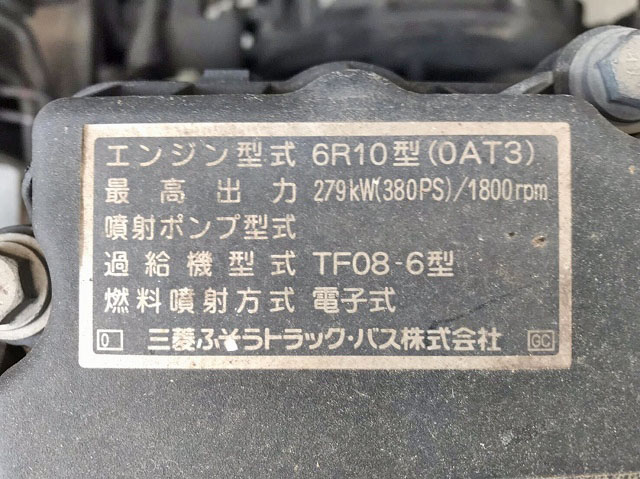 エンジン型式 6R10型(0AT3)
最高出力 279kW(380PS)/1800rpm
噴射ポンプ型式
過給機型式 TF08-6型
燃料噴射方式 電子式
0 三菱ふそうトラック・バス株式会社 GC